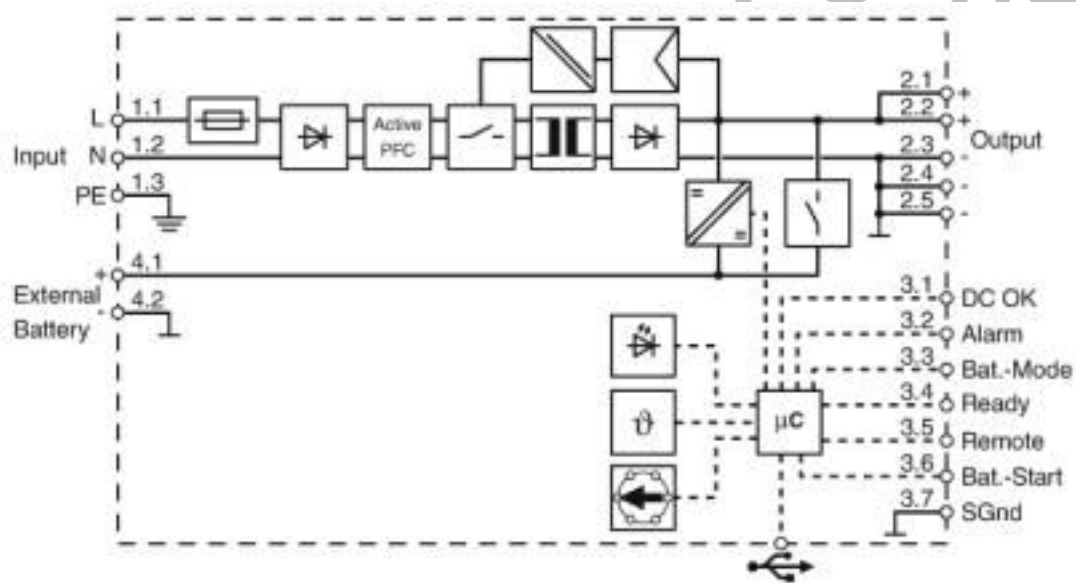 L
1.1
Input
N
1.2
PE
1.3
Active
PFC
2.1
+
2.2
+
2.3
-
2.4
-
2.5
-
Output
=
=
+
4.1
External
Battery
-
4.2
3.1
DC OK
3.2
Alarm
3.3
Bat.-Mode
3.4
Ready
3.5
Remote
3.6
Bat.-Start
3.7
SGnd
ϑ
µC